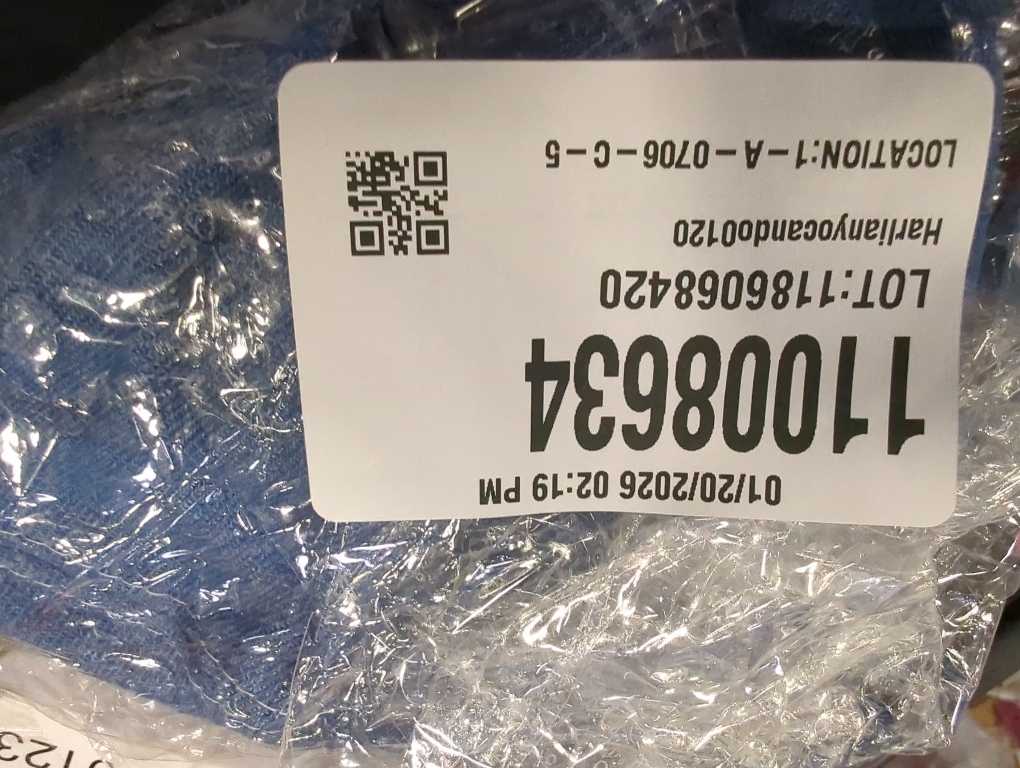 01/20/2026 02:19 PM
11008634
LOT:1186068420
Harlianyocando0120
LOCATION:1-A-0706-C-5